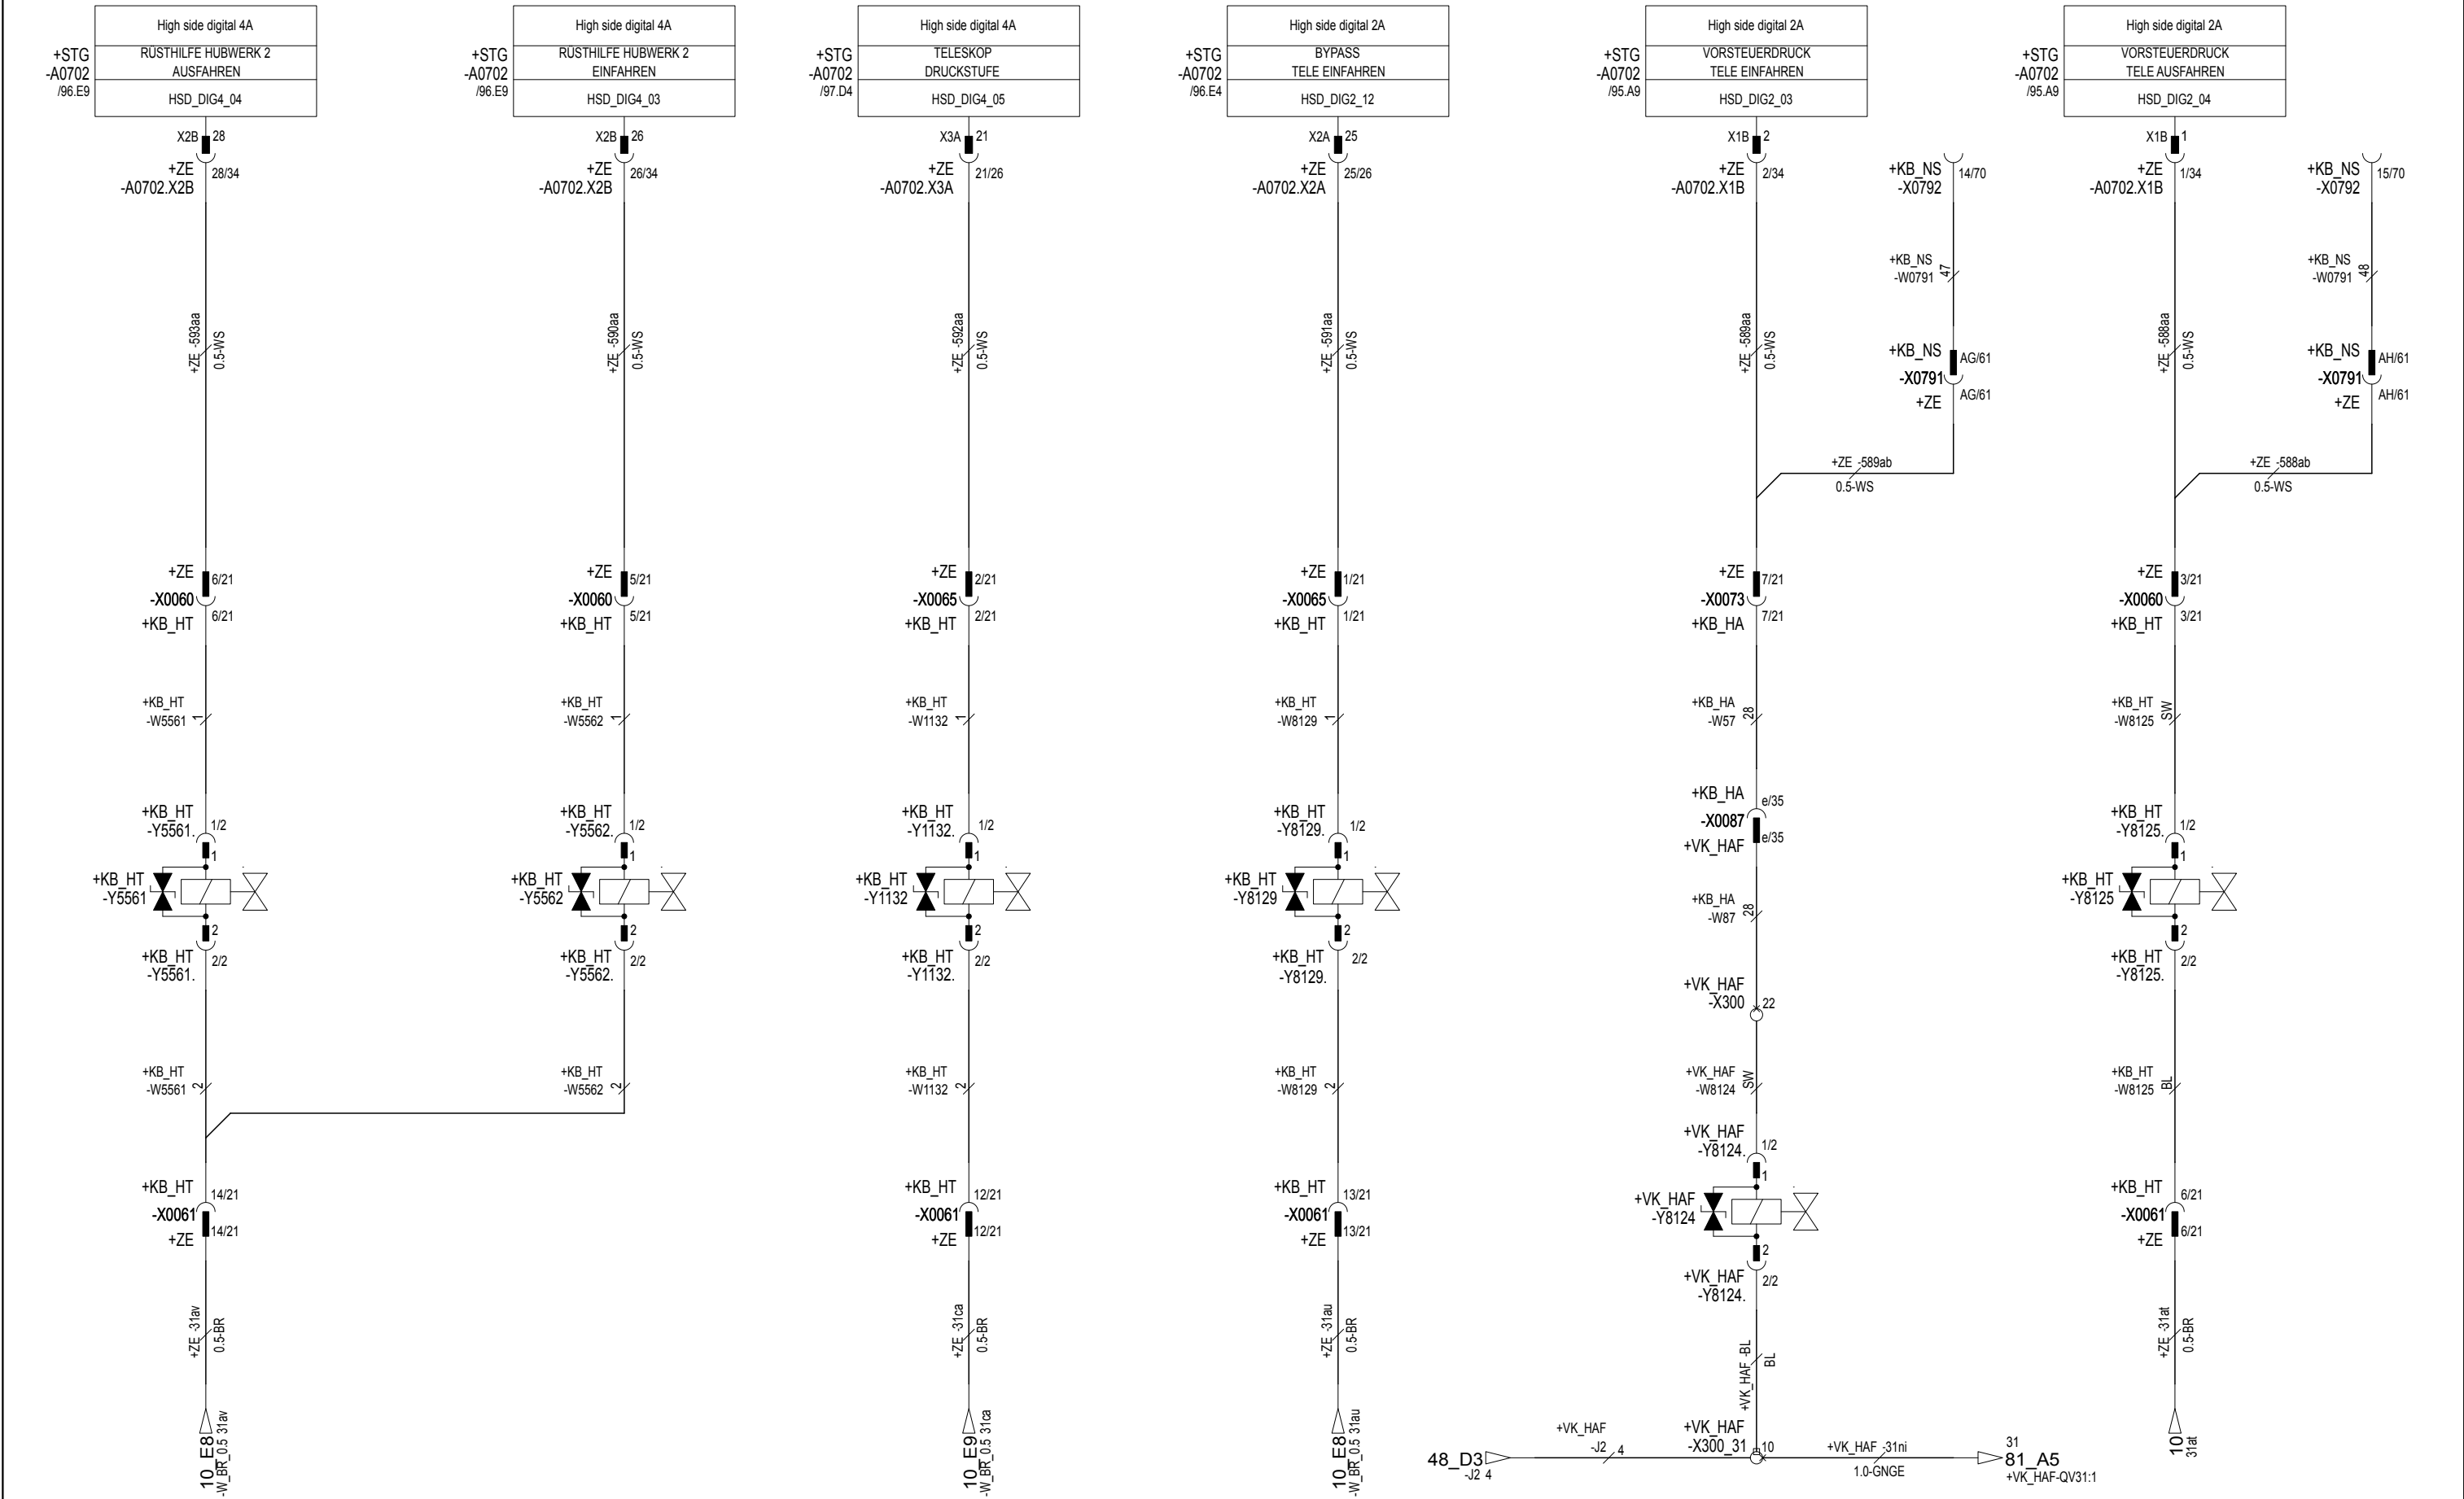 High side digital 4A
+STG
-A0702
/96.E9
RÜSTHILFE HUBWERK 2
AUSFAHREN
HSD_DIG4_04
X2B 28
+ZE 28/34
-A0702.X2B
+ZE -593aa
0.5-WS
+ZE 6/21
-X0060
6/21
+KB_HT
+KB_HT
-W5561 1
+KB_HT
-Y5561. 1/2
1
+KB_HT
-Y5561
2
+KB_HT 2/2
-Y5561.
+KB_HT
-W5561 2
+KB_HT 14/21
-X0061
14/21
+ZE
+ZE -31av
0.5-BR
10_E8
-W_BR_0.5 31av
High side digital 4A
+STG
-A0702
/96.E9
RÜSTHILFE HUBWERK 2
EINFAHREN
HSD_DIG4_03
X2B 26
+ZE 26/34
-A0702.X2B
+ZE -590aa
0.5-WS
+ZE 5/21
-X0060
5/21
+KB_HT
+KB_HT
-W5562 1
+KB_HT
-Y5562. 1/2
1
+KB_HT
-Y5562
2
+KB_HT 2/2
-Y5562.
+KB_HT
-W5562 2
High side digital 4A
+STG
-A0702
/97.D4
TELESKOP
DRUCKSTUFE
HSD_DIG4_05
X3A 21
+ZE 21/26
-A0702.X3A
+ZE -592aa
0.5-WS
+ZE 2/21
-X0065
2/21
+KB_HT
+KB_HT
-W1132 1
+KB_HT
-Y1132. 1/2
1
+KB_HT
-Y1132
2
+KB_HT 2/2
-Y1132.
+KB_HT
-W1132 2
+KB_HT 12/21
-X0061
12/21
+ZE
+ZE -31ca
0.5-BR
10_E9
-W_BR_0.5 31ca
High side digital 2A
+STG
-A0702
/96.E4
BYPASS
TELE EINFAHREN
HSD_DIG2_12
X2A 25
+ZE 25/26
-A0702.X2A
+ZE -591aa
0.5-WS
+ZE 1/21
-X0065
1/21
+KB_HT
+KB_HT
-W8129 1
+KB_HT
-Y8129. 1/2
1
+KB_HT
-Y8129
2
+KB_HT 2/2
-Y8129.
+KB_HT
-W8129 2
+KB_HT 13/21
-X0061
13/21
+ZE
+ZE -31au
0.5-BR
10_E8
-W_BR_0.5 31au
High side digital 2A
+STG
-A0702
/95.A9
VORSTEUERDRUCK
TELE EINFAHREN
HSD_DIG2_03
X1B 2
+ZE 2/34
-A0702.X1B
+ZE -589aa
0.5-WS
+KB_NS 14/70
-X0792
+KB_NS
-W0791 47
+KB_NS AG/61
-X0791
AG/61
+ZE
+ZE -589ab
0.5-WS
+ZE 7/21
-X0073
7/21
+KB_HA
+KB_HA
-W57 28
+KB_HA e/35
-X0087
e/35
+VK_HAF
+KB_HA
-W87 28
+VK_HAF
-X300 22
+VK_HAF
-W8124 SW
+VK_HAF
-Y8124. 1/2
1
+VK_HAF
-Y8124
2
+VK_HAF 2/2
-Y8124.
+VK_HAF -BL
BL
+VK_HAF
-X300_31 10
48_D3
-J2 4
+VK_HAF
-J2 4
+VK_HAF -31ni
1.0-GNGE
31
81_A5
+VK_HAF-QV31:1
High side digital 2A
+STG
-A0702
/95.A9
VORSTEUERDRUCK
TELE AUSFAHREN
HSD_DIG2_04
X1B 1
+ZE 1/34
-A0702.X1B
+ZE -588aa
0.5-WS
+KB_NS 15/70
-X0792
+KB_NS
-W0791 48
+KB_NS AH/61
-X0791
AH/61
+ZE
+ZE -588ab
0.5-WS
+ZE 3/21
-X0060
3/21
+KB_HT
+KB_HT
-W8125 SW
+KB_HT
-Y8125. 1/2
1
+KB_HT
-Y8125
2
+KB_HT 2/2
-Y8125.
+KB_HT
-W8125 BL
+KB_HT 6/21
-X0061
6/21
+ZE
+ZE -31at
0.5-BR
10
31at